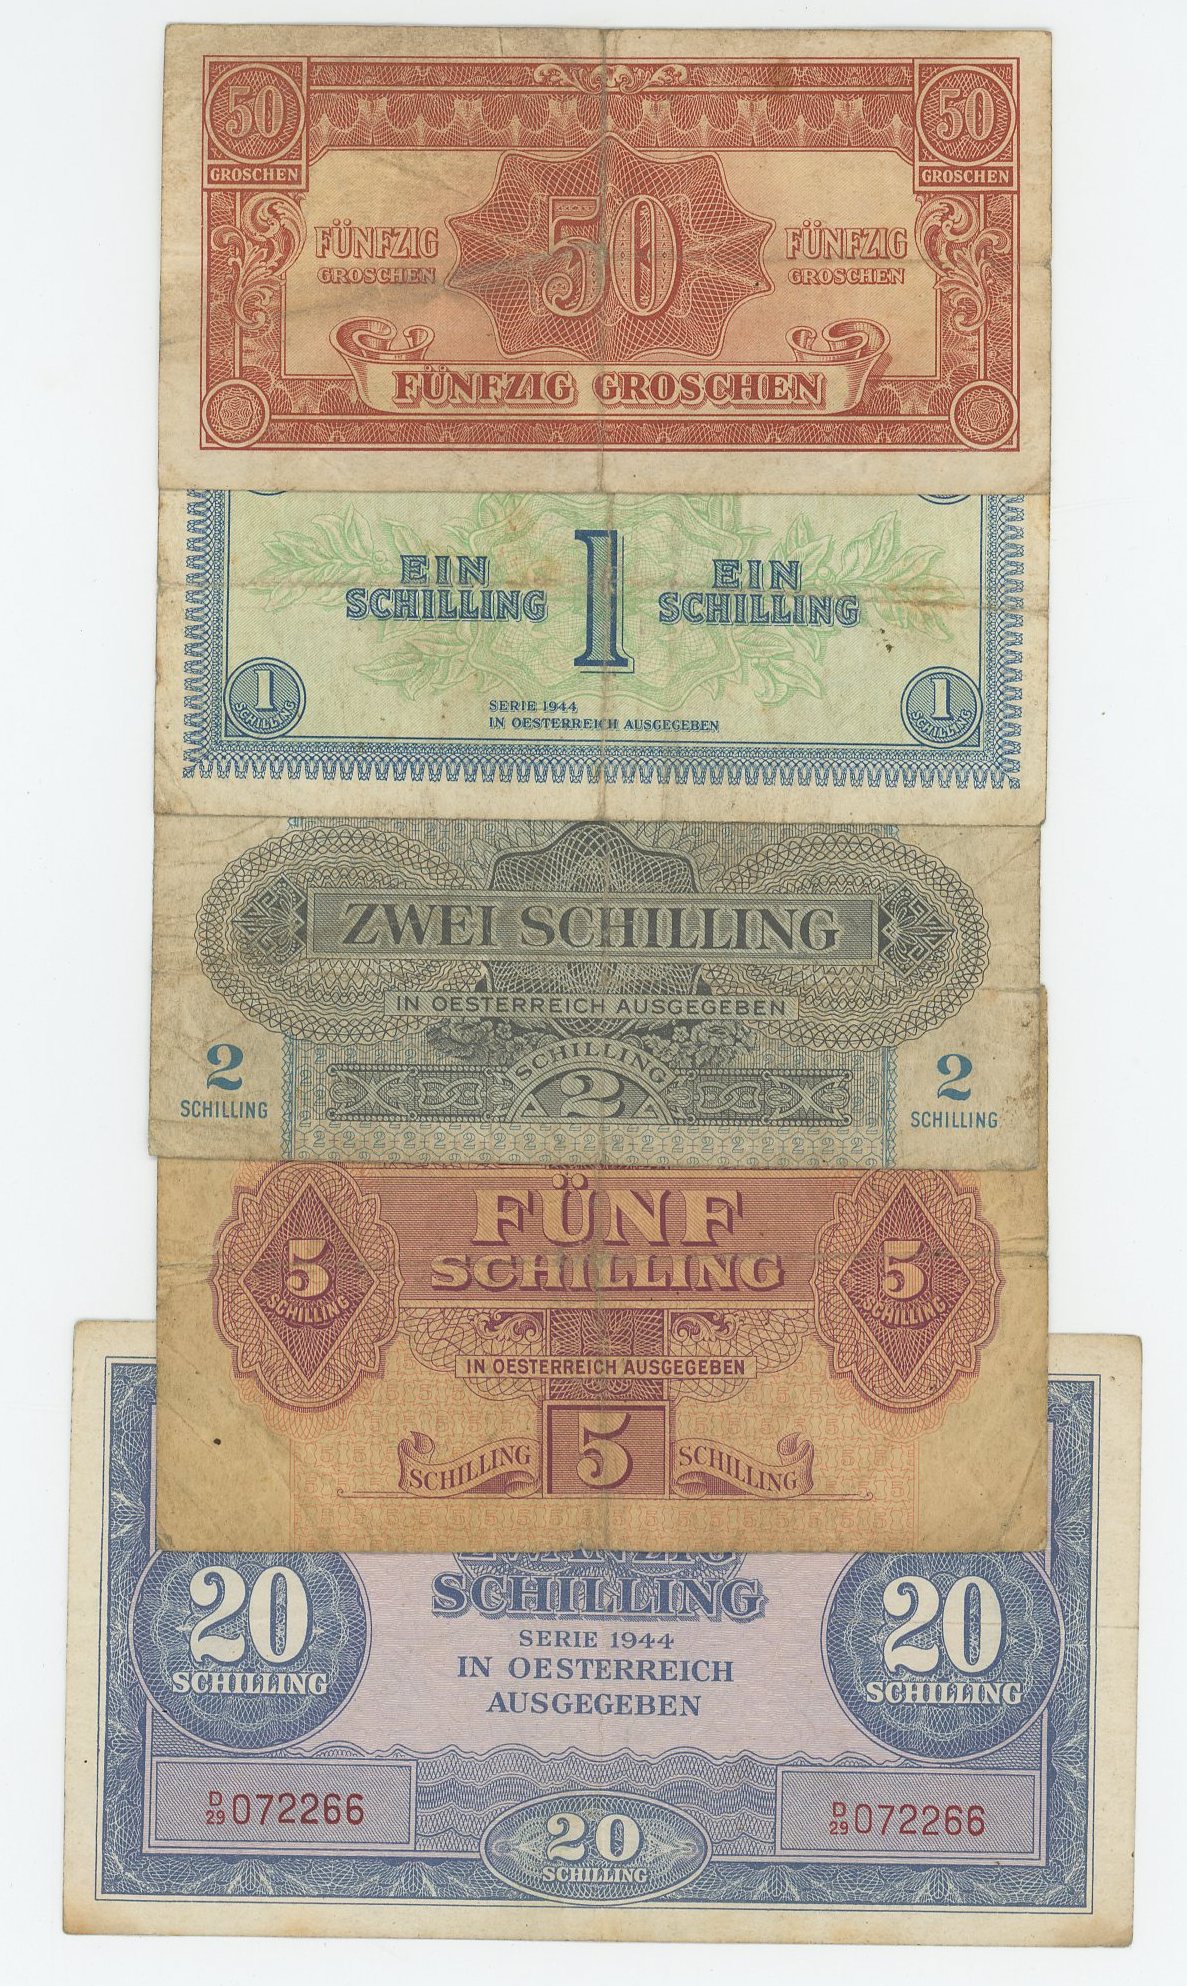 50 50
GROSCHEN GROSCHEN
FÜNFZIG 50 FÜNFZIG
GROSCHEN GROSCHEN
FÜNFZIG GROSCHEN
EIN 1 EIN
SCHILLING SCHILLING
1 1
SCHILLING SCHILLING
SERIE 1944
IN OESTERREICH AUSGEGEBEN
ZWEI SCHILLING
IN OESTERREICH AUSGEGEBEN
2 SCHILLING 2
SCHILLING 2 SCHILLING
FÜNF
SCHILLING
5 5
SCHILLING SCHILLING
IN OESTERREICH AUSGEGEBEN
SCHILLING 5 SCHILLING
ZWANZIG
20 SCHILLING 20
SCHILLING SCHILLING
SERIE 1944
IN OESTERREICH
AUSGEGEBEN
D/29 072266 D/29 072266
20
SCHILLING